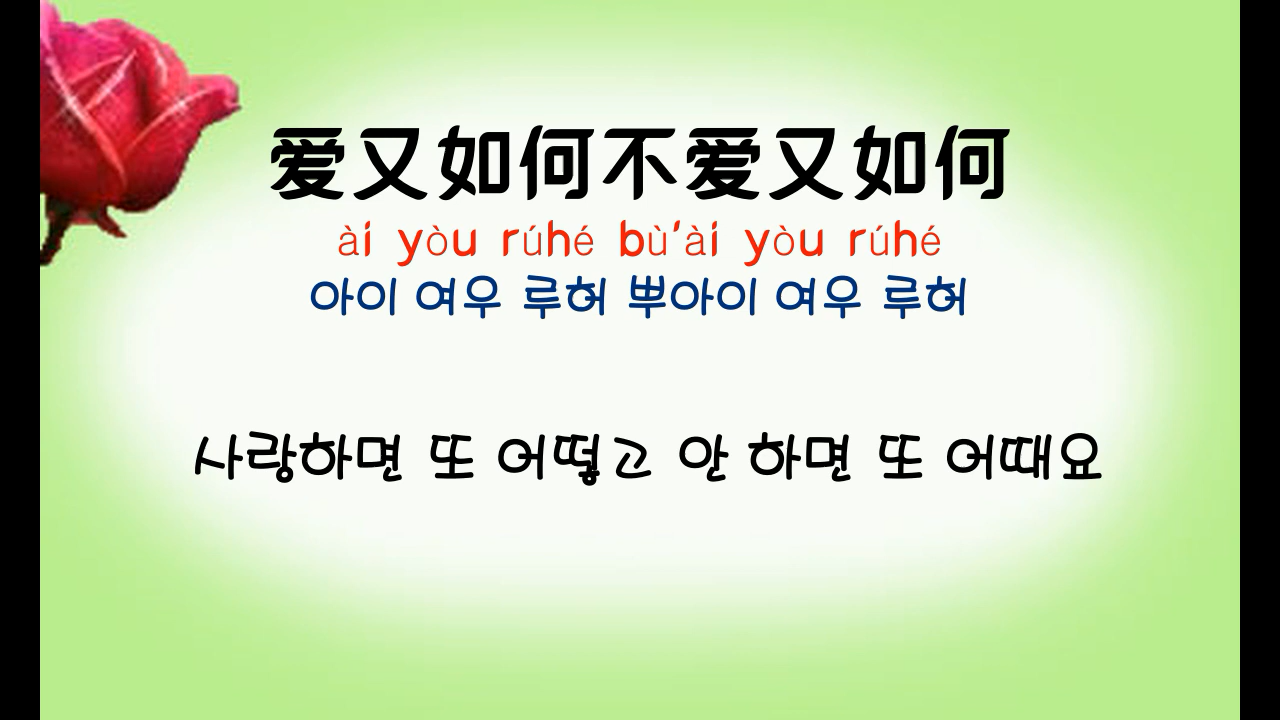 爱又如何不爱又如何
ài yòu rúhé bù'ài yòu rúhé
아이 여우 루허 뿌아이 여우 루허
사랑하면 또 어떻고 안 하면 또 어때요